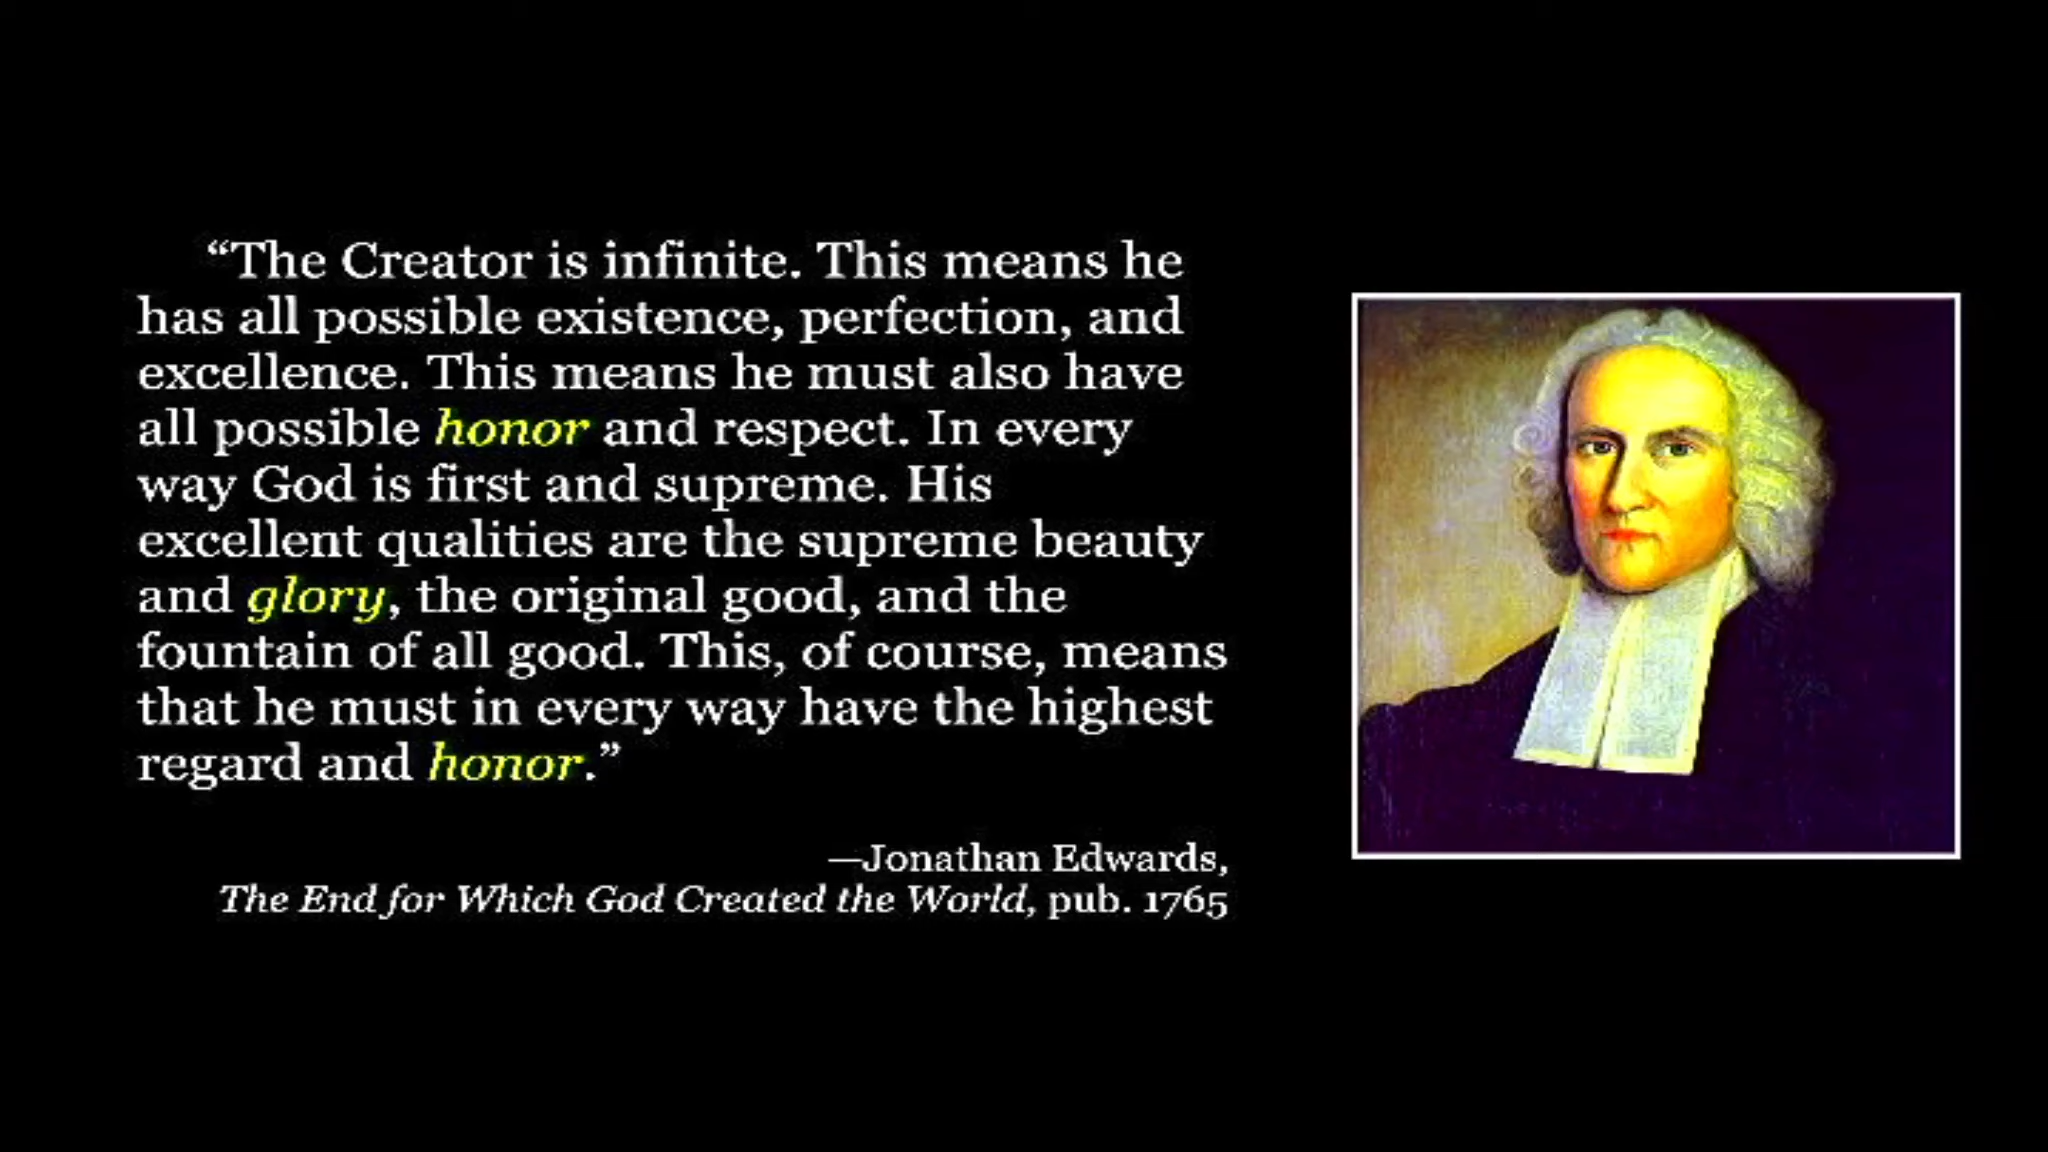 “The Creator is infinite. This means he
has all possible existence, perfection, and
excellence. This means he must also have
all possible honor and respect. In every
way God is first and supreme. His
excellent qualities are the supreme beauty
and glory, the original good, and the
fountain of all good. This, of course, means
that he must in every way have the highest
regard and honor.”
—Jonathan Edwards,
The End for Which God Created the World, pub. 1765